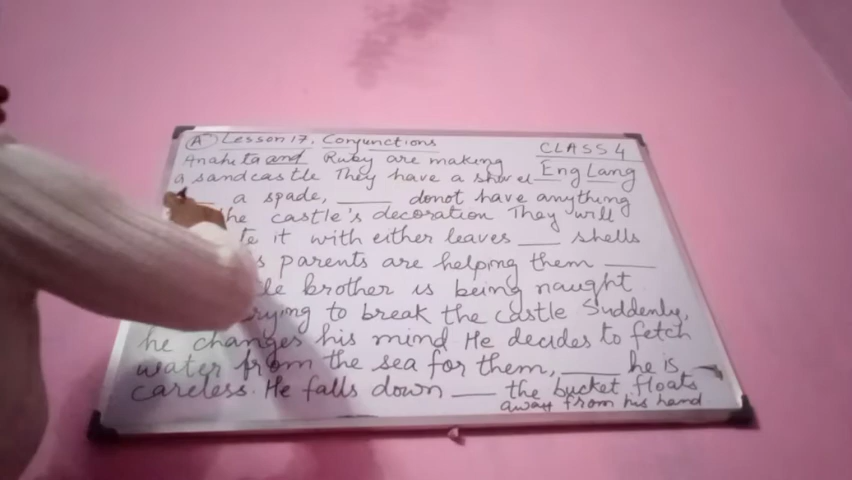 A Lesson 17. Conjunctions
CLASS 4
Eng Lang
Anahita and Ruby are making
a sandcastle They have a shovel
____ a spade, ____ donot have anything
he castle's decoration They will
te it with either leaves ____ shells
s parents are helping them ____
le brother is being naught
rying to break the castle Suddenly,
he changes his mind He decides to fetch
water from the sea for them, ____ he is
careless. He falls down ____ the bucket floats
away from his hand